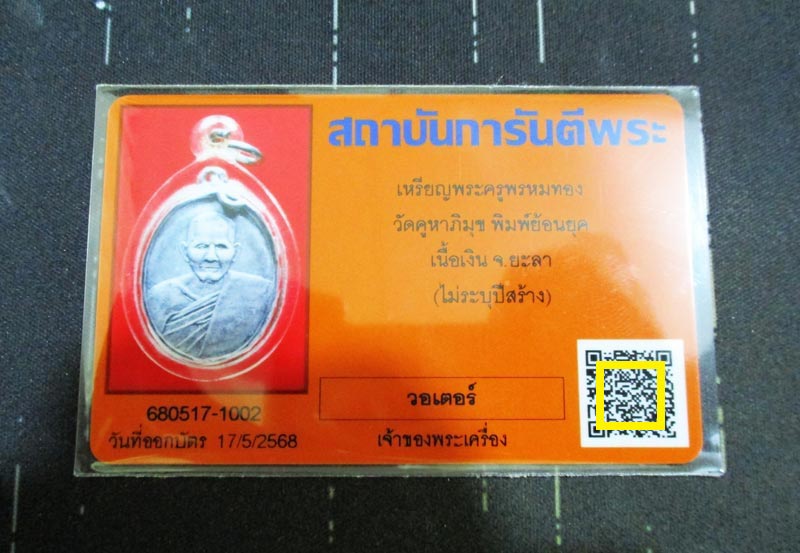 สถาบันการันตีพระ
เหรียญพระครูพรหมทอง
วัดคูหาภิมุข พิมพ์ย้อนยุค
เนื้อเงิน จ.ยะลา
(ไม่ระบุปีสร้าง)
วอเตอร์
680517-1002
วันที่ออกบัตร 17/5/2568
เจ้าของพระเครื่อง